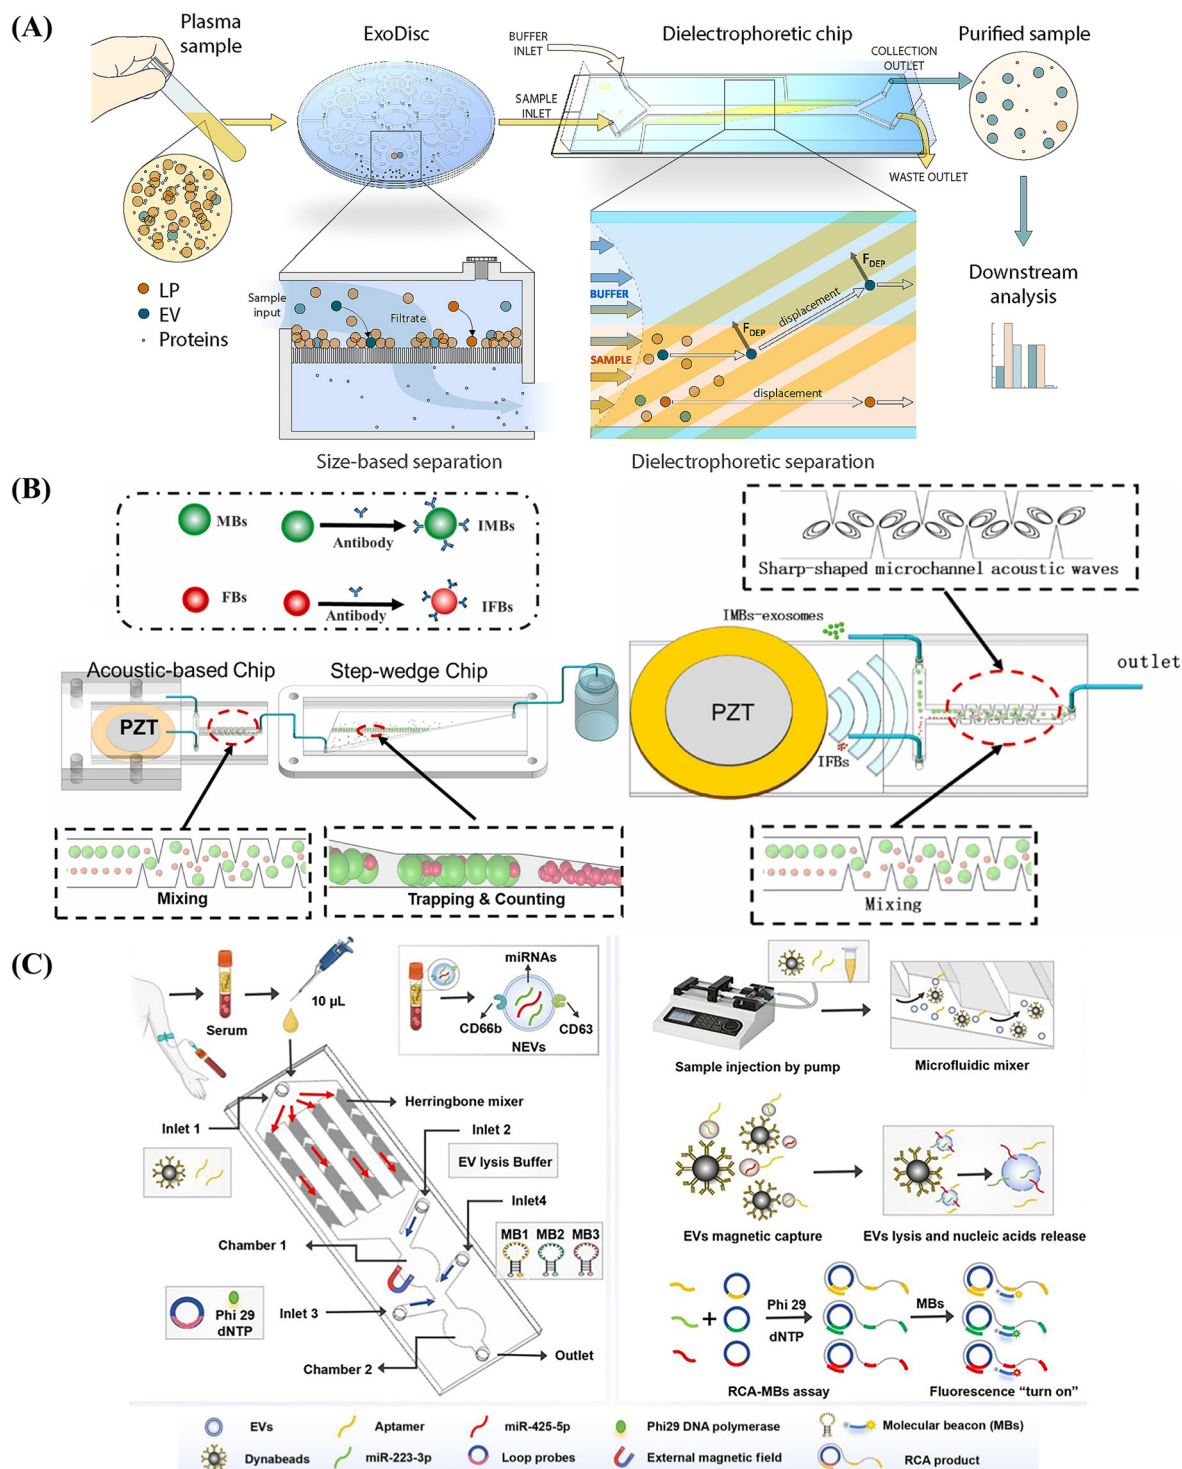 (A)
Plasma
sample
ExoDisc
BUFFER
INLET
Dielectrophoretic chip
COLLECTION
OUTLET
Purified sample
SAMPLE
INLET
WASTE OUTLET
LP
EV
Proteins
Sample
input
Filtrate
Size-based separation
BUFFER
SAMPLE
FDEP
FDEP
displacement
displacement
Dielectrophoretic separation
Downstream
analysis
(B)
MBs
Antibody
IMBs
FBs
Antibody
IFBs
Acoustic-based Chip
Step-wedge Chip
PZT
Mixing
Trapping & Counting
Sharp-shaped microchannel acoustic waves
IMBs-exosomes
PZT
IFBs
outlet
Mixing
(C)
Serum
10 μL
miRNAs
CD66b
CD63
NEVs
Inlet 1
Herringbone mixer
Inlet 2
EV lysis Buffer
Inlet4
MB1 MB2 MB3
Chamber 1
Inlet 3
Phi 29
dNTP
Chamber 2
Outlet
Sample injection by pump
Microfluidic mixer
EVs magnetic capture
EVs lysis and nucleic acids release
+
Phi 29
dNTP
MBs
RCA-MBs assay
Fluorescence “turn on”
EVs
Aptamer
miR-425-5p
Phi29 DNA polymerase
Molecular beacon (MBs)
Dynabeads
miR-223-3p
Loop probes
External magnetic field
RCA product